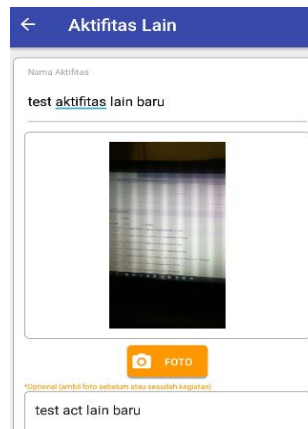 Aktifitas Lain
Nama Aktifitas
test aktifitas lain baru
FOTO
*Optional (ambil foto sebelum atau sesudah kegiatan)
test act lain baru